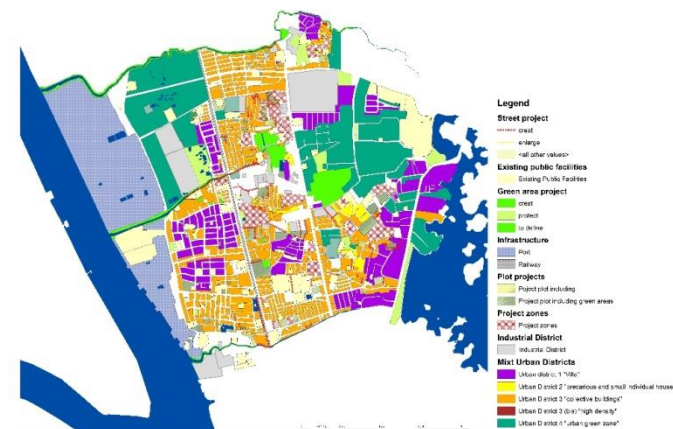 Legend
Street project
creat
enlarge
<all other values>
Existing public facilities
Existing Public Facilities
Green area project
creat
protect
to define
Infrastructure
Port
Railway
Plot projects
Poject plot including
Project plot including green areas
Project zones
Project zones
Industrial District
Industrial District
Mixt Urban Districts
Urban district 1 "Villa"
Urban District 2 "precarious and small individual house"
Urban District 3 "collective buildings"
Urban District 3 (bis) "high density"
Urban District 4 "urban green zone"